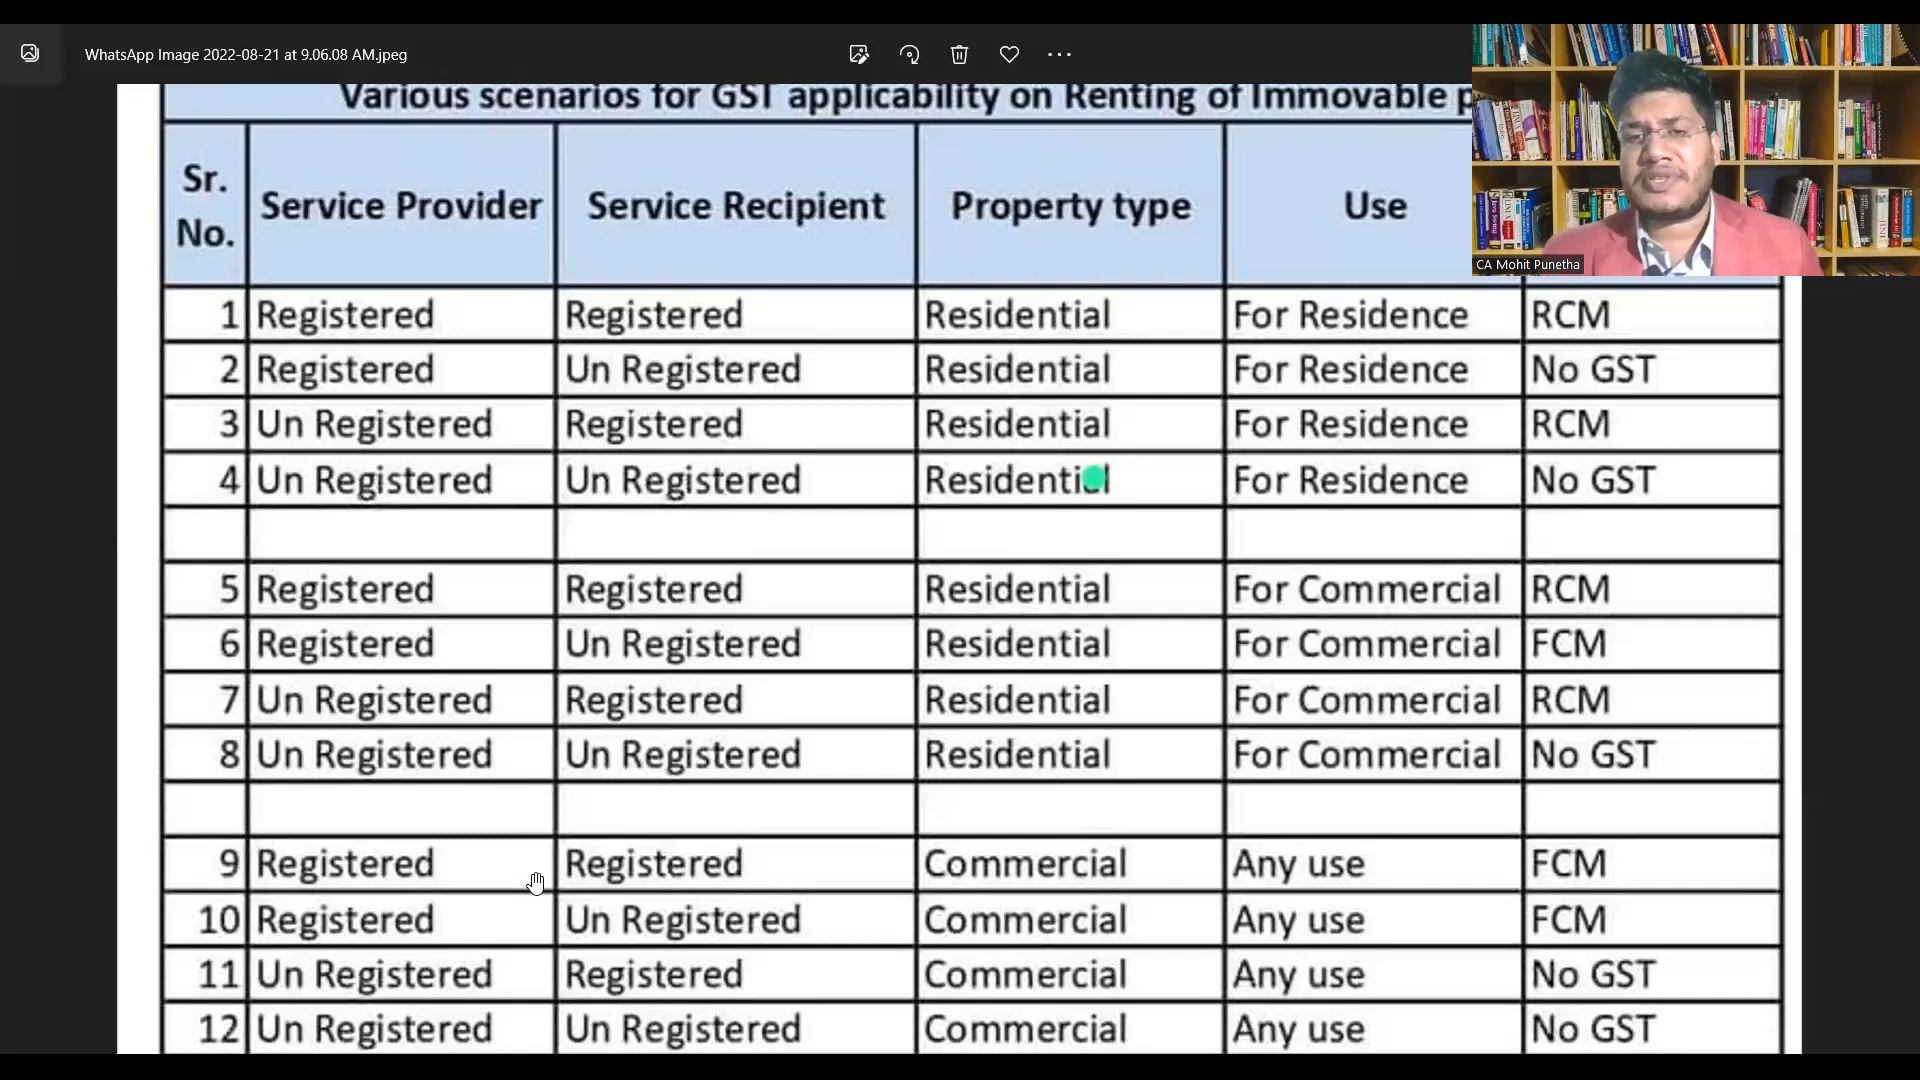 WhatsApp Image 2022-08-21 at 9.06.08 AM.jpeg
Various scenarios for GST applicability on Renting of Immovable
Sr. No. Service Provider Service Recipient Property type Use
1 Registered Registered Residential For Residence RCM
2 Registered Un Registered Residential For Residence No GST
3 Un Registered Registered Residential For Residence RCM
4 Un Registered Un Registered Residential For Residence No GST
5 Registered Registered Residential For Commercial RCM
6 Registered Un Registered Residential For Commercial FCM
7 Un Registered Registered Residential For Commercial RCM
8 Un Registered Un Registered Residential For Commercial No GST
9 Registered Registered Commercial Any use FCM
10 Registered Un Registered Commercial Any use FCM
11 Un Registered Registered Commercial Any use No GST
12 Un Registered Un Registered Commercial Any use No GST
CA Mohit Punetha